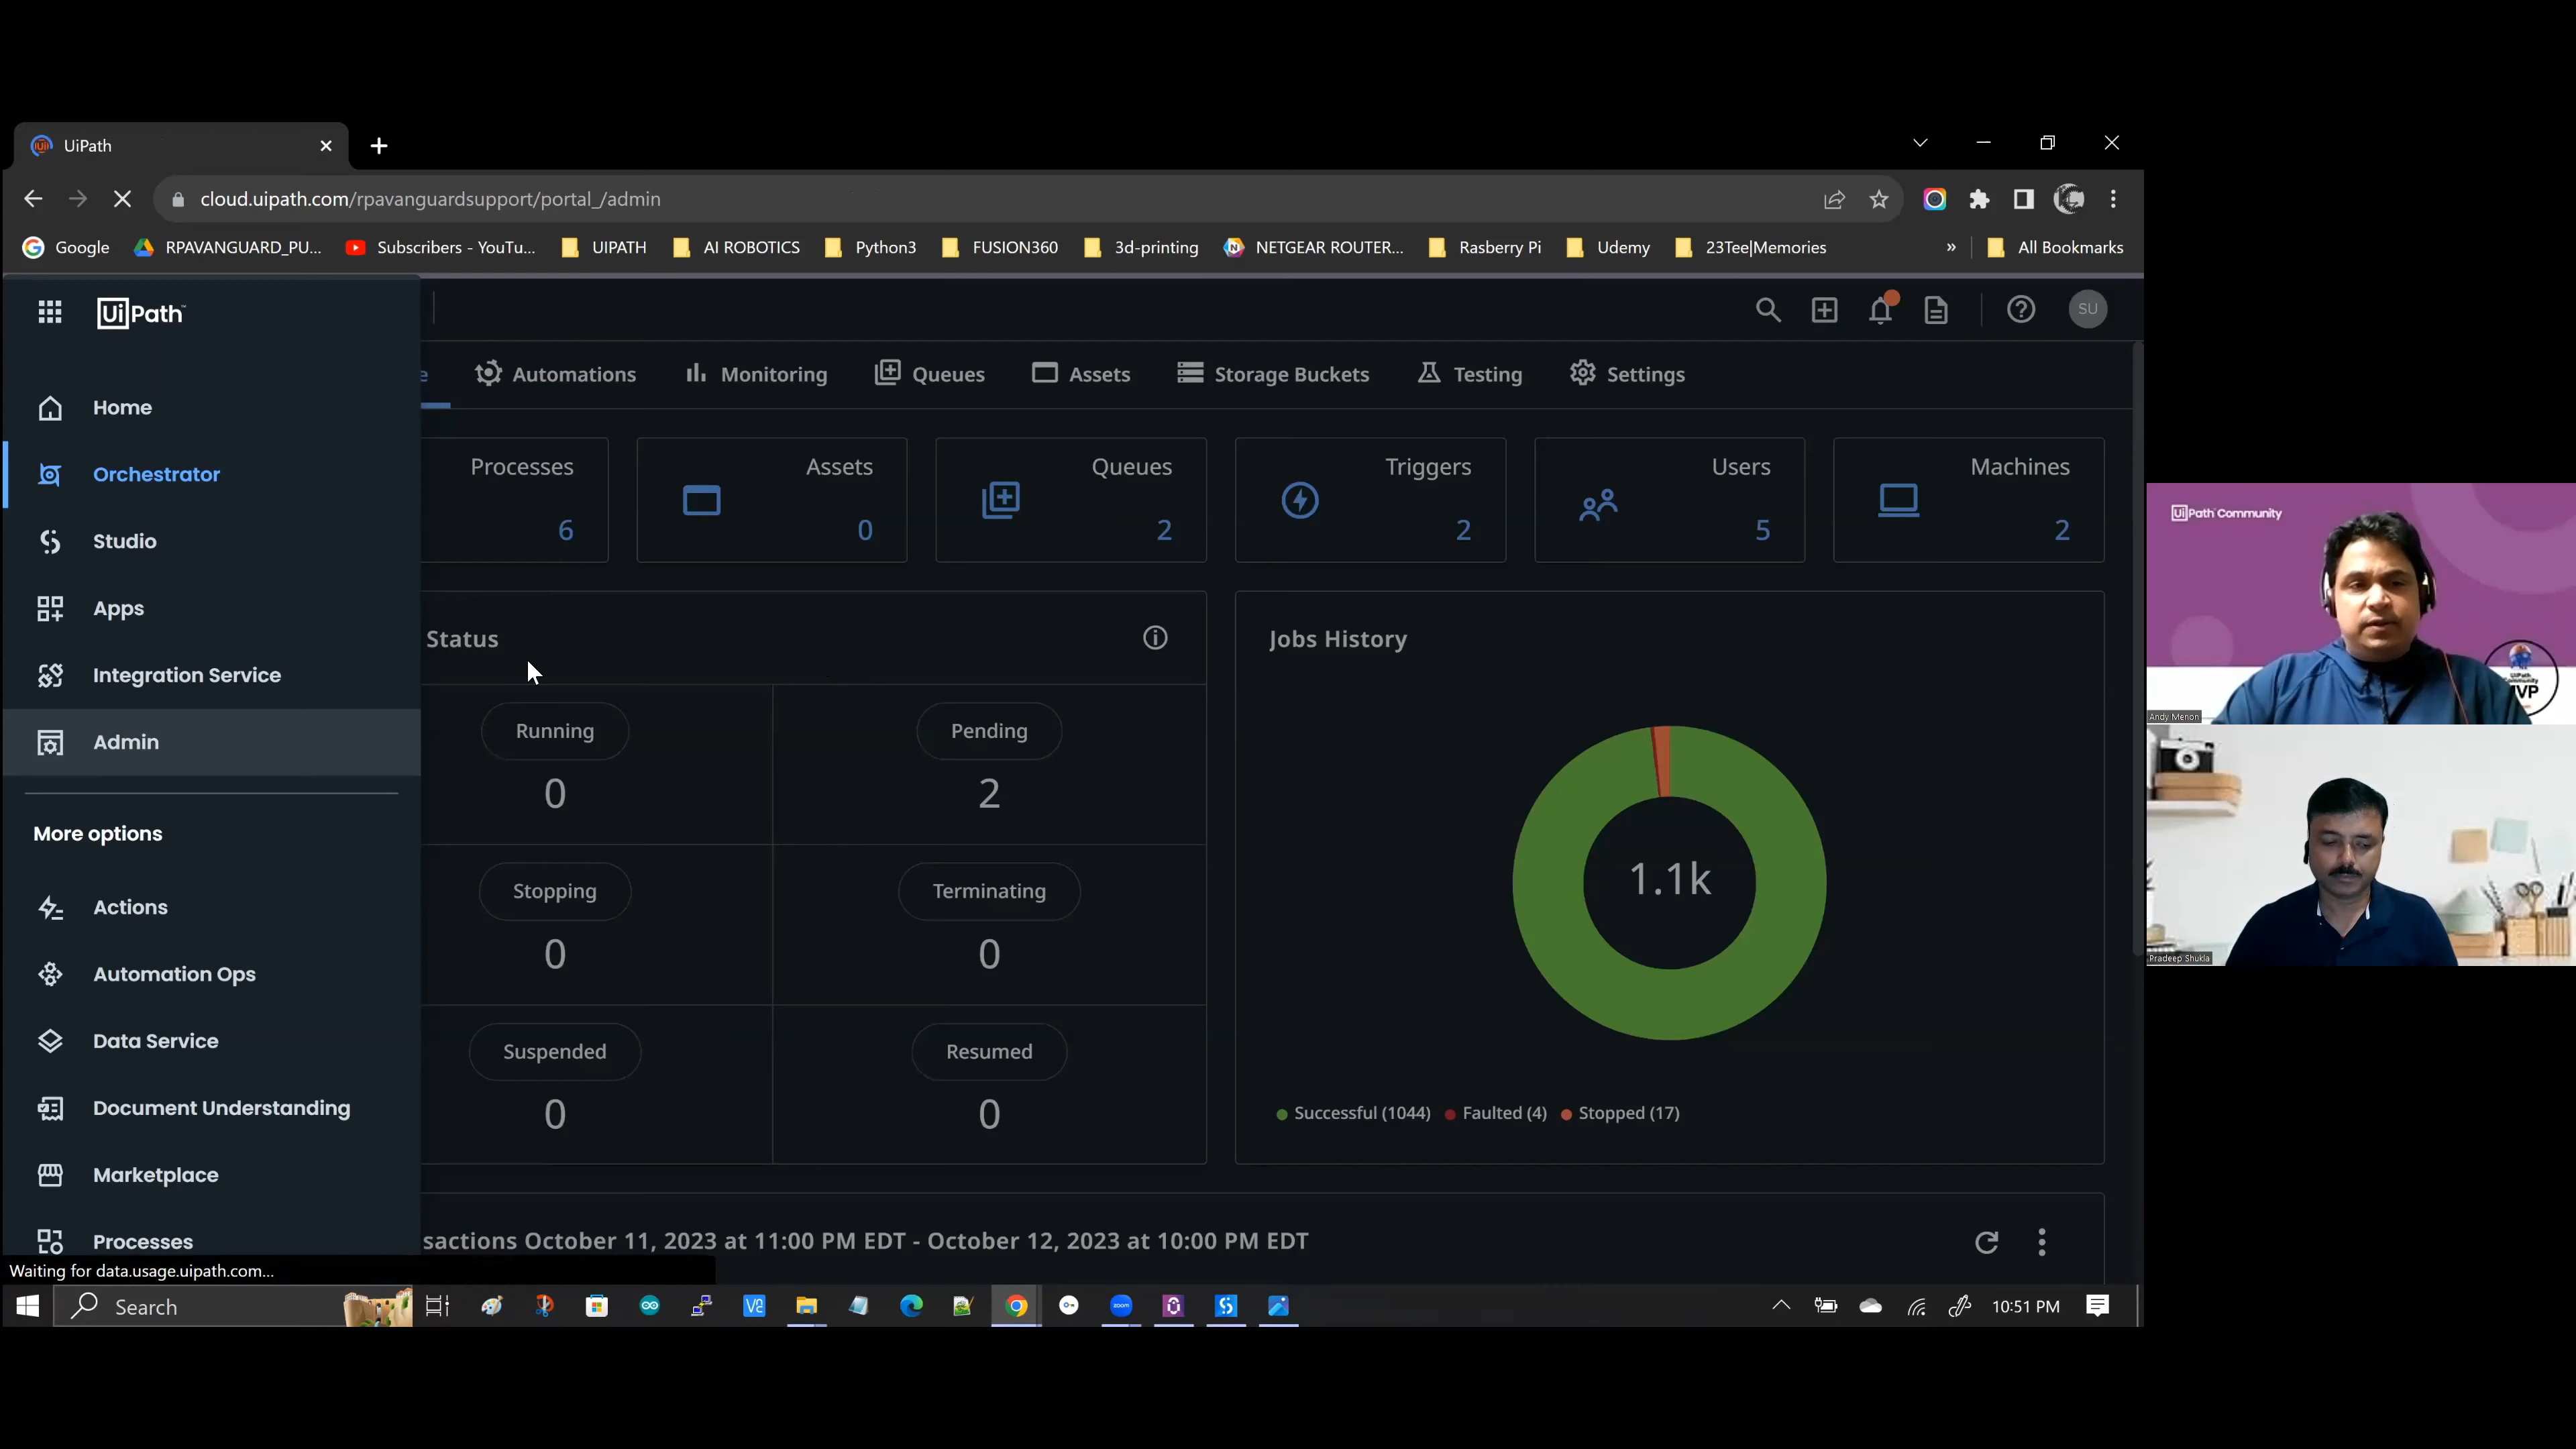 UiPath
cloud.uipath.com/rpavanguardsupport/portal_/admin
Google RPAVANGUARD_PU... Subscribers - YouTu... UIPATH AI ROBOTICS Python3 FUSION360 3d-printing NETGEAR ROUTER... Rasberry Pi Udemy 23Tee|Memories » All Bookmarks
UiPath™
SU
Home
Orchestrator
Studio
Apps
Integration Service
Admin
More options
Actions
Automation Ops
Data Service
Document Understanding
Marketplace
Processes
e Automations Monitoring Queues Assets Storage Buckets Testing Settings
Processes
6
Assets
0
Queues
2
Triggers
2
Users
5
Machines
2
Status
Running
0
Pending
2
Stopping
0
Terminating
0
Suspended
0
Resumed
0
Jobs History
1.1k
Successful (1044) Faulted (4) Stopped (17)
sactions October 11, 2023 at 11:00 PM EDT - October 12, 2023 at 10:00 PM EDT
Waiting for data.usage.uipath.com...
Search
zoom
10:51 PM
UiPath Community
UiPath
Community
MVP
Andy Menon
Pradeep Shukla